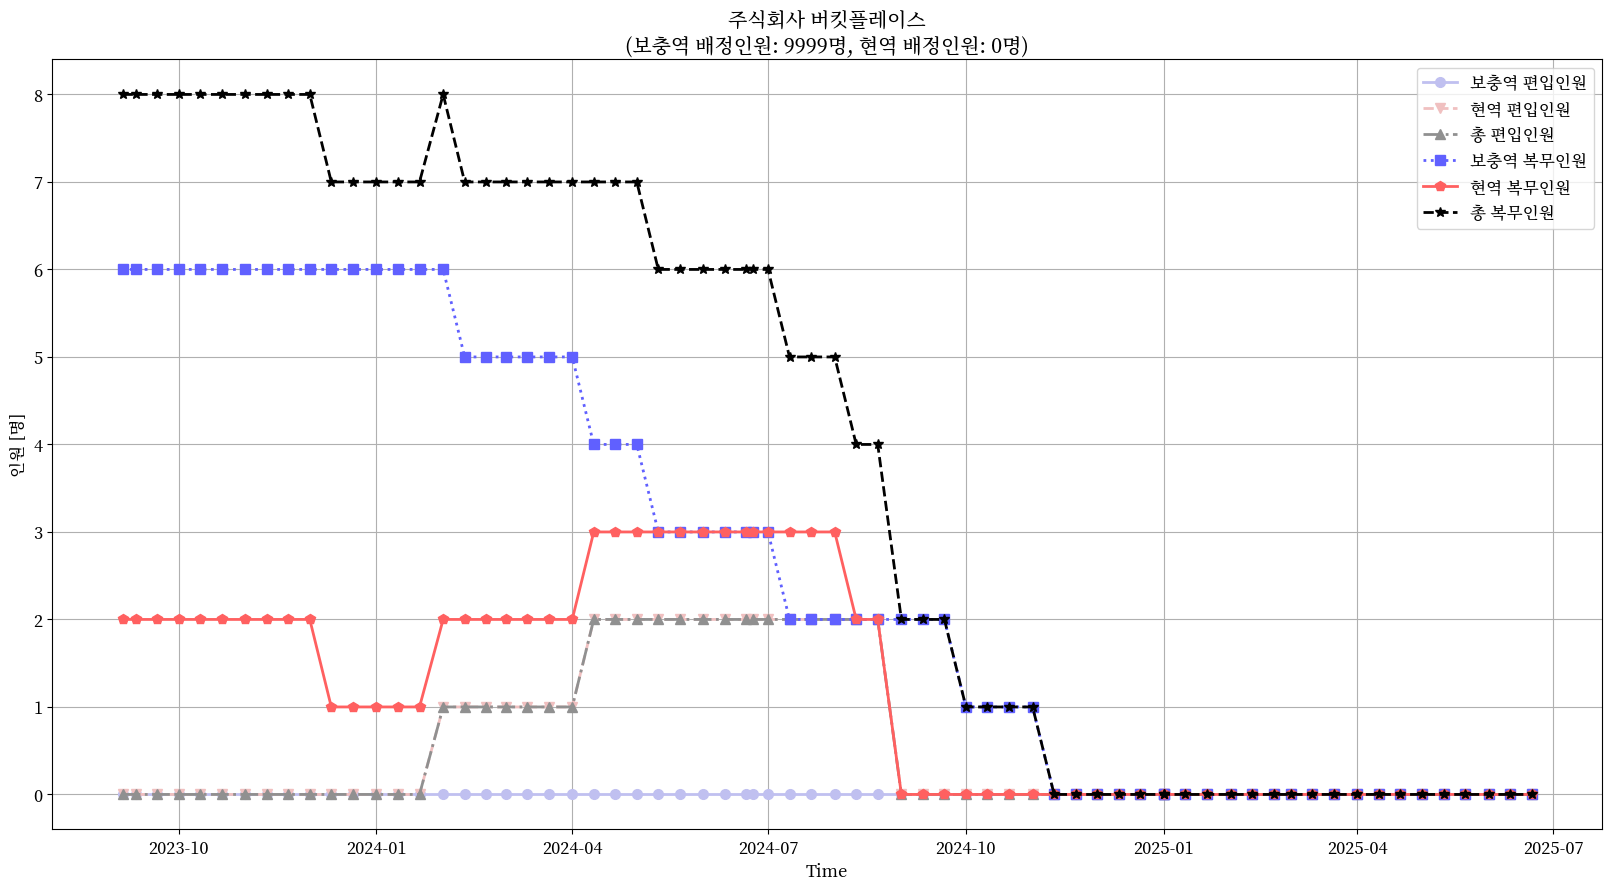 주식회사 버킷플레이스
(보충역 배정인원: 9999명, 현역 배정인원: 0명)
보충역 편입인원
현역 편입인원
총 편입인원
보충역 복무인원
현역 복무인원
총 복무인원
인원 [명]
8
7
6
5
4
3
2
1
0
2023-10
2024-01
2024-04
2024-07
2024-10
2025-01
2025-04
2025-07
Time